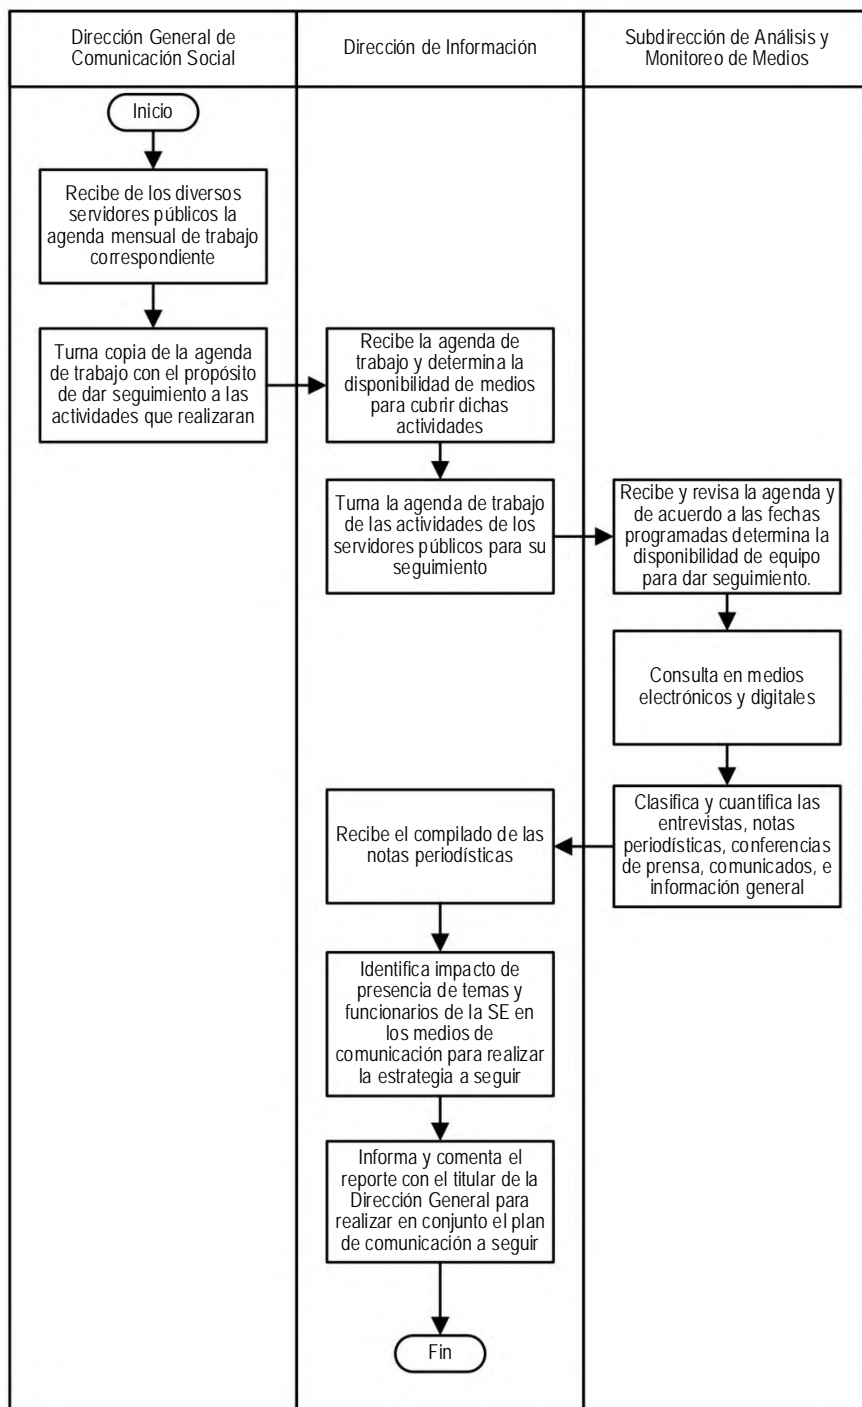 Dirección General de
Comunicación Social
Dirección de Información
Subdirección de Análisis y
Monitoreo de Medios
Inicio
Recibe de los diversos
servidores públicos la
agenda mensual de trabajo
correspondiente
Turna copia de la agenda
de trabajo con el propósito
de dar seguimiento a las
actividades que realizaran
Recibe la agenda de
trabajo y determina la
disponibilidad de medios
para cubrir dichas
actividades
Turna la agenda de trabajo
de las actividades de los
servidores públicos para su
seguimiento
Recibe y revisa la agenda y
de acuerdo a las fechas
programadas determina la
disponibilidad de equipo
para dar seguimiento.
Consulta en medios
electrónicos y digitales
Clasifica y cuantifica las
entrevistas, notas
periodísticas, conferencias
de prensa, comunicados, e
información general
Recibe el compilado de las
notas periodísticas
Identifica impacto de
presencia de temas y
funcionarios de la SE en
los medios de
comunicación para realizar
la estrategia a seguir
Informa y comenta el
reporte con el titular de la
Dirección General para
realizar en conjunto el plan
de comunicación a seguir
Fin